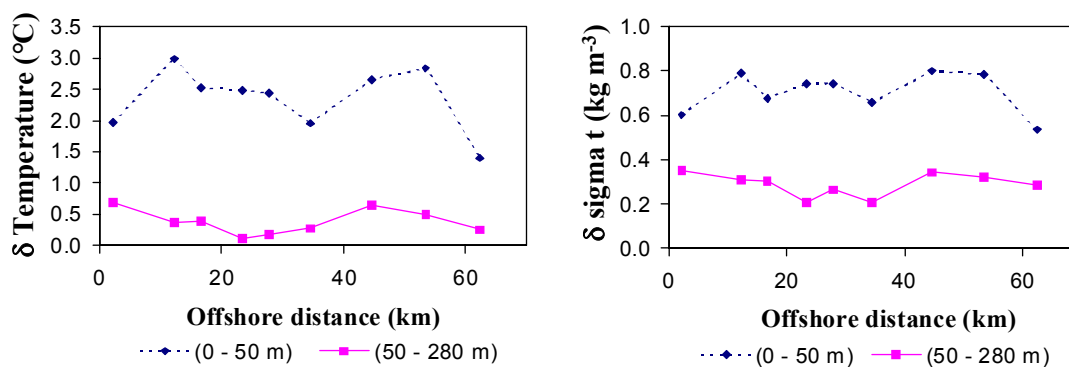 δ Temperature (°C)
3.5
3.0
2.5
2.0
1.5
1.0
0.5
0.0
0 20 40 60
Offshore distance (km)
(0 - 50 m) (50 - 280 m)
δ sigma t (kg m⁻³)
1.0
0.8
0.6
0.4
0.2
0.0
0 20 40 60
Offshore distance (km)
(0 - 50 m) (50 - 280 m)